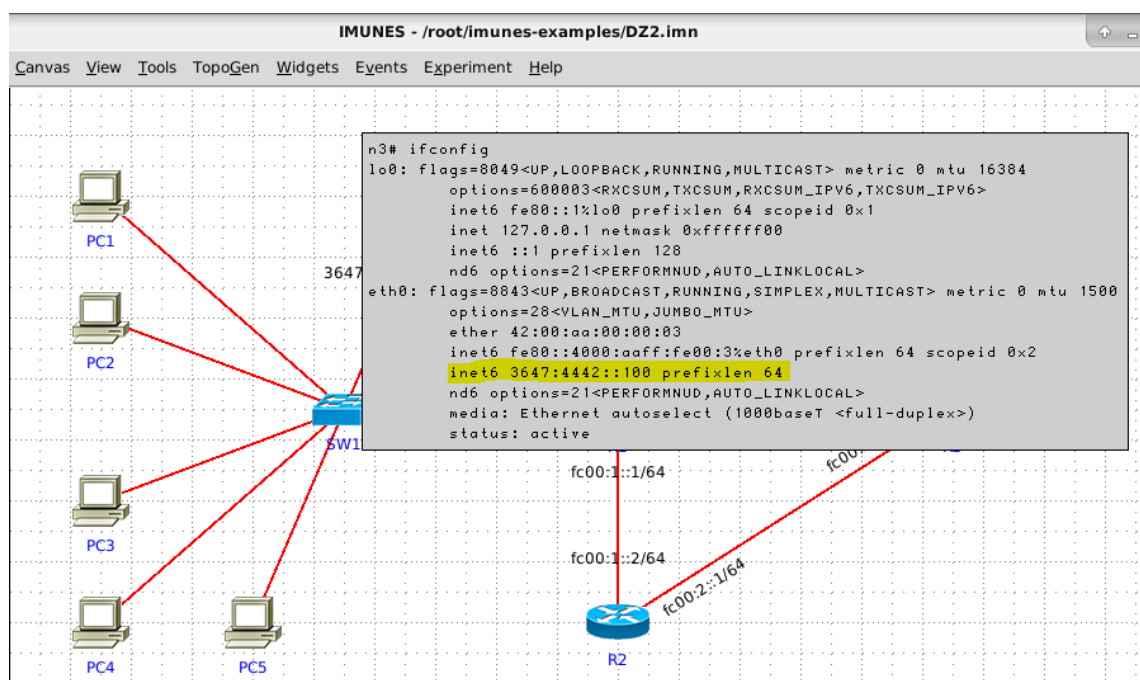 IMUNES - /root/imunes-examples/DZ2.imn
Canvas View Tools TopoGen Widgets Events Experiment Help
n3# ifconfig
lo0: flags=8049<UP,LOOPBACK,RUNNING,MULTICAST> metric 0 mtu 16384
options=600003<RXCSUM,TXCSUM,RXCSUM_IPV6,TXCSUM_IPV6>
inet6 fe80::1%lo0 prefixlen 64 scopeid 0x1
inet 127.0.0.1 netmask 0xffffff00
inet6 ::1 prefixlen 128
nd6 options=21<PERFORMNUD,AUTO_LINKLOCAL>
eth0: flags=8843<UP,BROADCAST,RUNNING,SIMPLEX,MULTICAST> metric 0 mtu 1500
options=28<VLAN_MTU,JUMBO_MTU>
ether 42:00:aa:00:00:03
inet6 fe80::4000:aaff:fe00:3%eth0 prefixlen 64 scopeid 0x2
inet6 3647:4442::100 prefixlen 64
nd6 options=21<PERFORMNUD,AUTO_LINKLOCAL>
media: Ethernet autoselect (1000baseT <full-duplex>)
status: active
PC1
3647
PC2
SW1
fc00:1::1/64
fc00:
PC3
fc00:1::2/64
fc00:2::1/64
R2
PC4
PC5